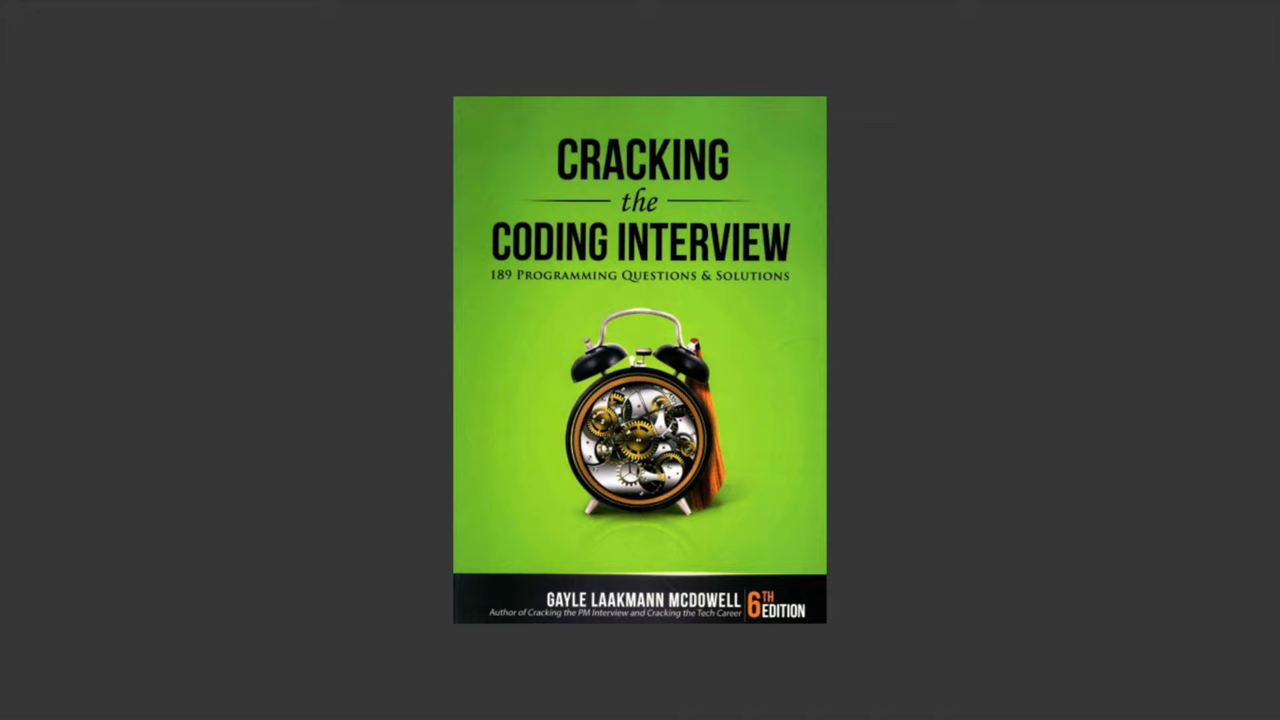 CRACKING
the
CODING INTERVIEW
189 PROGRAMMING QUESTIONS & SOLUTIONS
GAYLE LAAKMANN MCDOWELL
Author of Cracking the PM Interview and Cracking the Tech Career
6TH EDITION